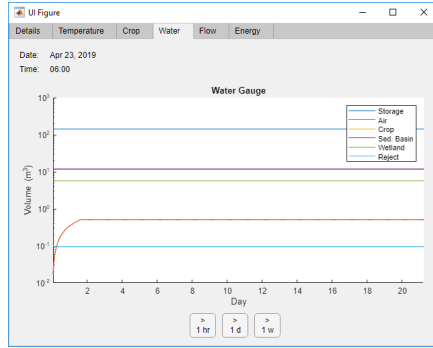 UI Figure
Details Temperature Crop Water Flow Energy
Date: Apr 23, 2019
Time: 06:00
Water Gauge
10³
10²
10¹
10⁰
10⁻¹
10⁻²
Volume (m³)
Storage
Air
Crop
Sed. Basin
Wetland
Reject
2 4 6 8 10 12 14 16 18 20
Day
> > >
1 hr 1 d 1 w